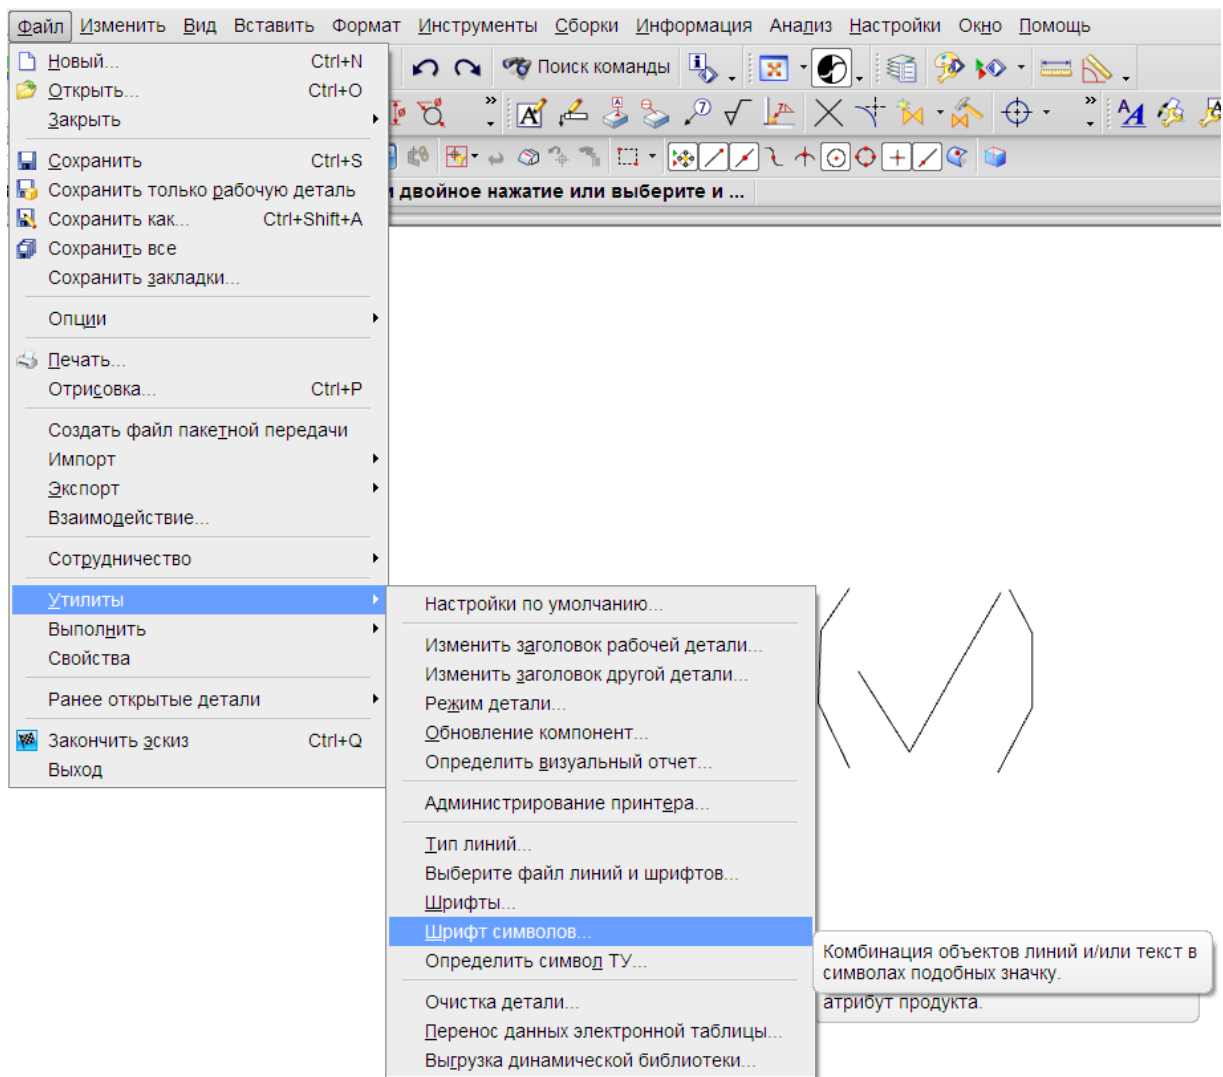 Файл Изменить Вид Вставить Формат Инструменты Сборки Информация Анализ Настройки Окно Помощь
Новый... Ctrl+N
Поиск команды
Открыть... Ctrl+O
Закрыть
Сохранить Ctrl+S
Сохранить только рабочую деталь
двойное нажатие или выберите и ...
Сохранить как... Ctrl+Shift+A
Сохранить все
Сохранить закладки...
Опции
Печать...
Отрисовка... Ctrl+P
Создать файл пакетной передачи
Импорт
Экспорт
Взаимодействие...
Сотрудничество
Утилиты
Выполнить
Свойства
Ранее открытые детали
Закончить эскиз Ctrl+Q
Выход
Настройки по умолчанию...
Изменить заголовок рабочей детали...
Изменить заголовок другой детали...
Режим детали...
Обновление компонент...
Определить визуальный отчет...
Администрирование принтера...
Тип линий...
Выберите файл линий и шрифтов...
Шрифты...
Шрифт символов...
Определить символ ТУ...
Очистка детали...
Перенос данных электронной таблицы...
Выгрузка динамической библиотеки...
Комбинация объектов линий и/или текст в
символах подобных значку.
атрибут продукта.